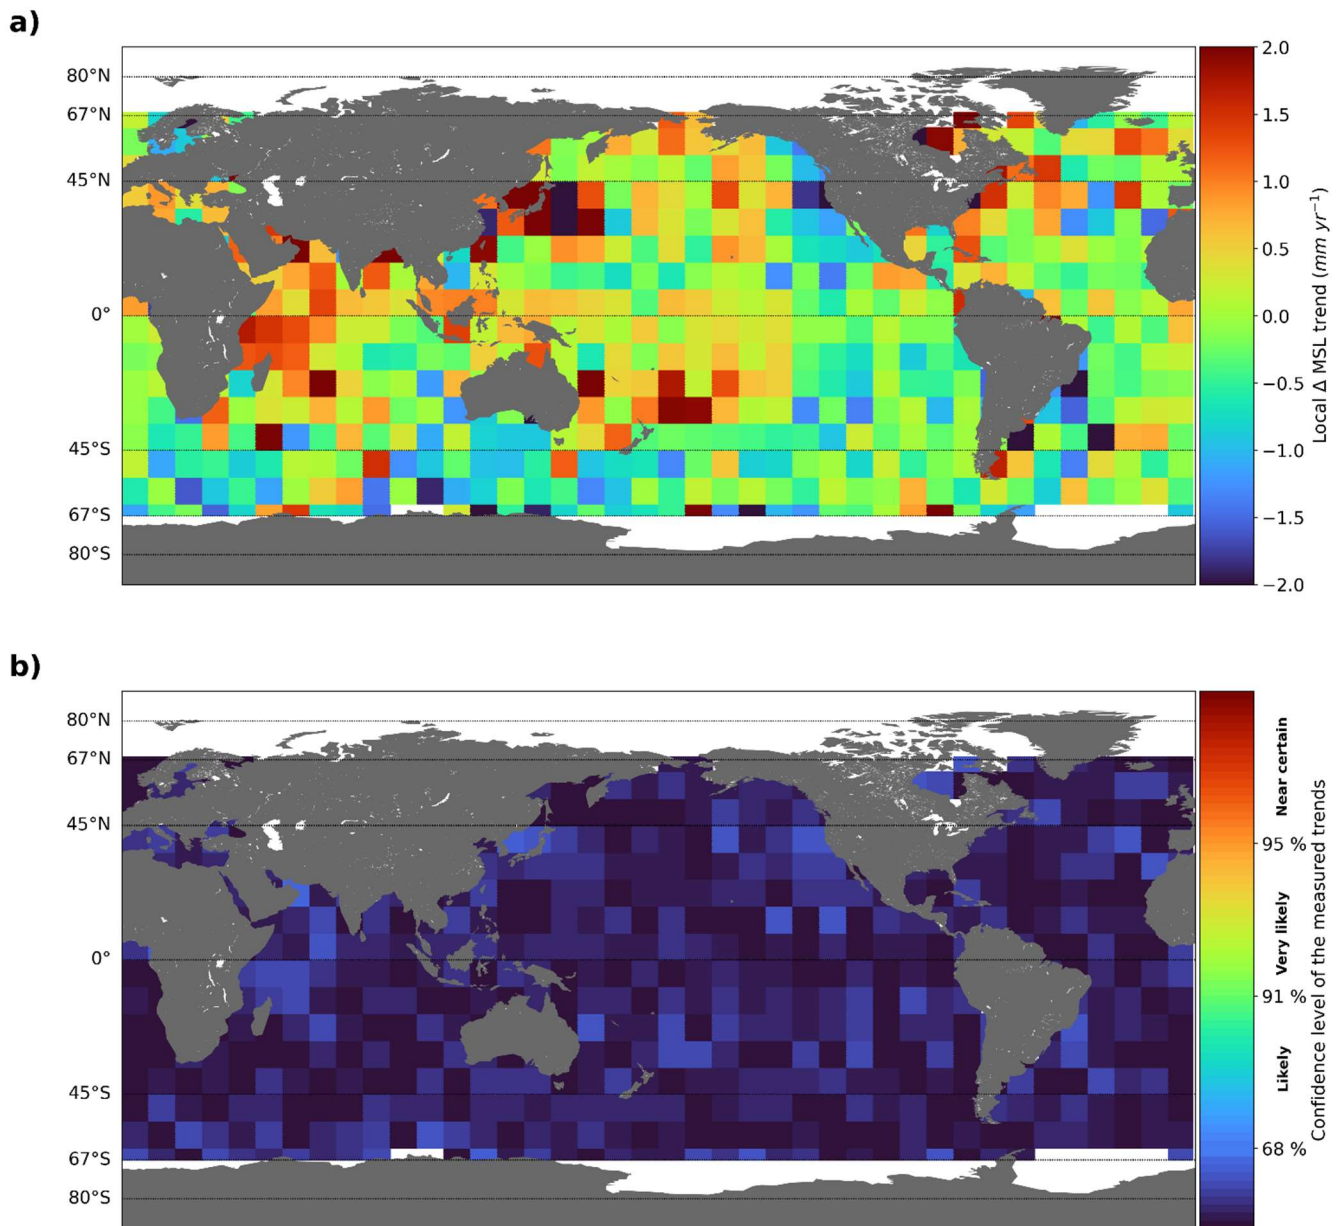 a)
80°N
67°N
45°N
0°
45°S
67°S
80°S
2.0
1.5
1.0
0.5
0.0
−0.5
−1.0
−1.5
−2.0
Local Δ MSL trend (mm yr⁻¹)
b)
80°N
67°N
45°N
0°
45°S
67°S
80°S
95 %
91 %
68 %
Near certain
Very likely
Likely
Confidence level of the measured trends